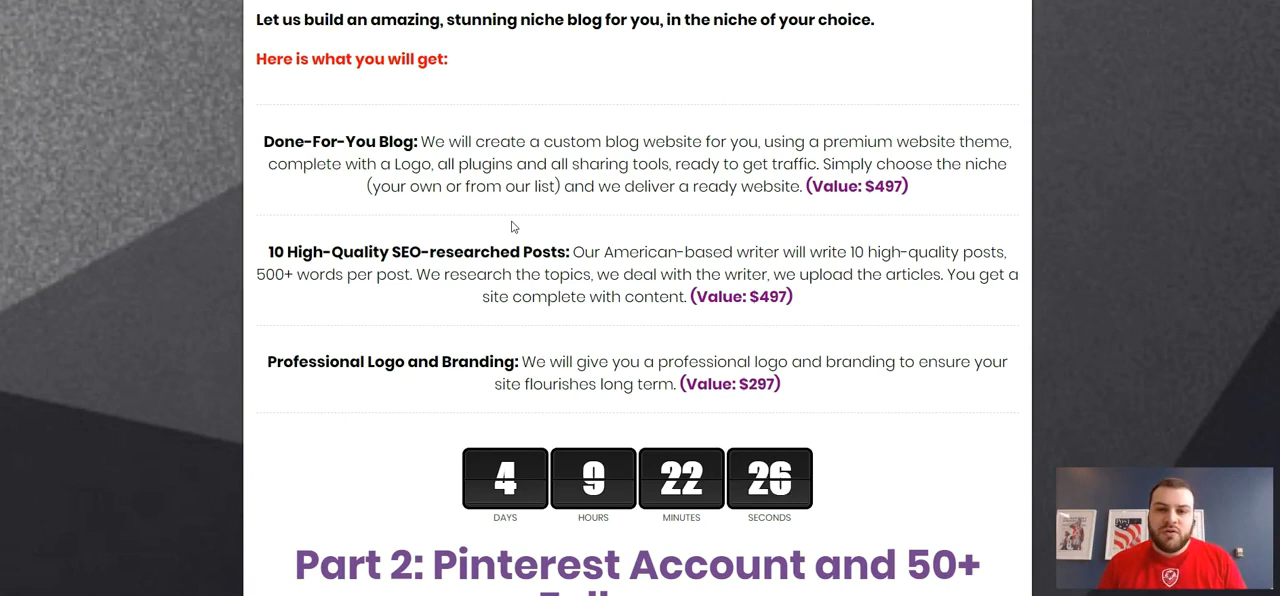 Let us build an amazing, stunning niche blog for you, in the niche of your choice.
Here is what you will get:
Done-For-You Blog: We will create a custom blog website for you, using a premium website theme,
complete with a Logo, all plugins and all sharing tools, ready to get traffic. Simply choose the niche
(your own or from our list) and we deliver a ready website. (Value: $497)
10 High-Quality SEO-researched Posts: Our American-based writer will write 10 high-quality posts,
500+ words per post. We research the topics, we deal with the writer, we upload the articles. You get a
site complete with content. (Value: $497)
Professional Logo and Branding: We will give you a professional logo and branding to ensure your
site flourishes long term. (Value: $297)
4 9 22 26
DAYS HOURS MINUTES SECONDS
Part 2: Pinterest Account and 50+
Post